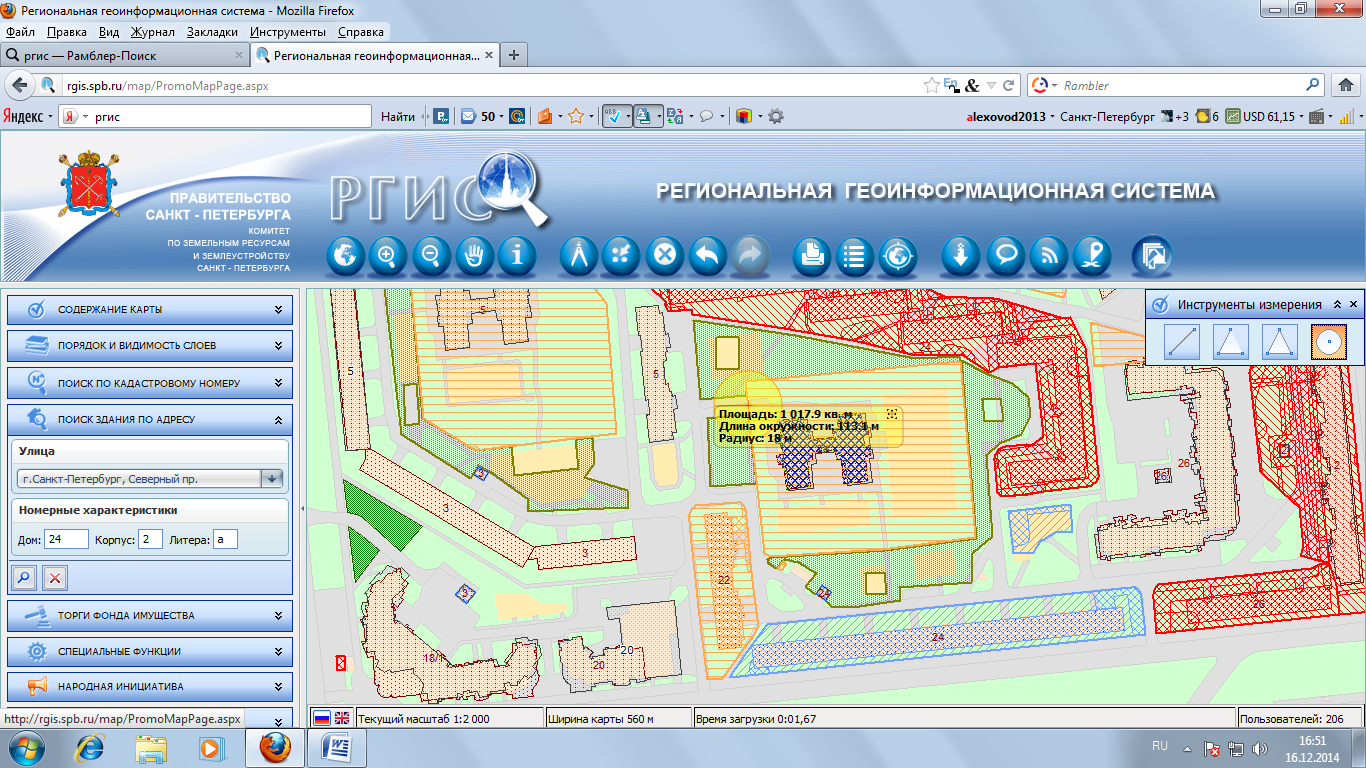 Региональная геоинформационная система - Mozilla Firefox
Файл Правка Вид Журнал Закладки Инструменты Справка
ргис — Рамблер-Поиск
Региональная геоинформационная...
rgis.spb.ru/map/PromoMapPage.aspx
Rambler
Яндекс
ргис
Найти
50
alexovod2013
Санкт-Петербург
+3
6
USD 61,15
ПРАВИТЕЛЬСТВО
САНКТ - ПЕТЕРБУРГА
КОМИТЕТ
ПО ЗЕМЕЛЬНЫМ РЕСУРСАМ
И ЗЕМЛЕУСТРОЙСТВУ
САНКТ - ПЕТЕРБУРГА
РГИС
РЕГИОНАЛЬНАЯ ГЕОИНФОРМАЦИОННАЯ СИСТЕМА
СОДЕРЖАНИЕ КАРТЫ
ПОРЯДОК И ВИДИМОСТЬ СЛОЕВ
ПОИСК ПО КАДАСТРОВОМУ НОМЕРУ
ПОИСК ЗДАНИЯ ПО АДРЕСУ
Улица
г.Санкт-Петербург, Северный пр.
Номерные характеристики
Дом: 24 Корпус: 2 Литера: а
ТОРГИ ФОНДА ИМУЩЕСТВА
СПЕЦИАЛЬНЫЕ ФУНКЦИИ
НАРОДНАЯ ИНИЦИАТИВА
Инструменты измерения
5
5
5
24
Площадь: 1 017.9 кв. м
Длина окружности: 113.1 м
Радиус: 18 м
26
2
3
3
3
22
24
24
26
18/1
20
20
http://rgis.spb.ru/map/PromoMapPage.aspx
Текущий масштаб 1:2 000
Ширина карты 560 м
Время загрузки 0:01,67
Пользователей: 206
RU
16:51
16.12.2014